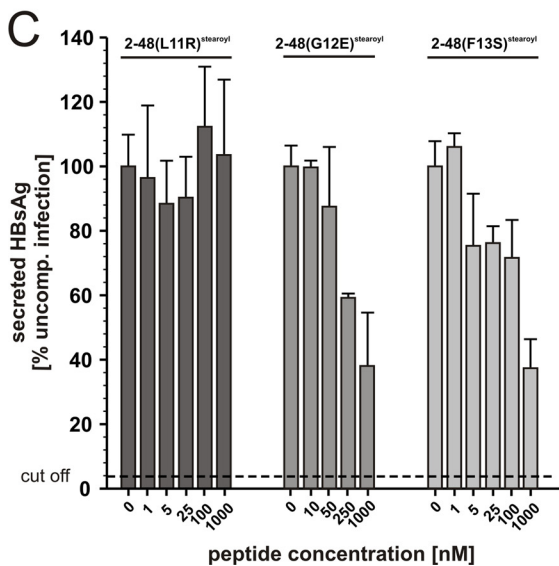 C
2-48(L11R)stearoyl 2-48(G12E)stearoyl 2-48(F13S)stearoyl
140
120
100
80
60
40
20
0
secreted HBsAg
[% uncomp. infection]
cut off
0 1 5 25 100 1000 0 10 50 250 1000 0 1 5 25 100 1000
peptide concentration [nM]